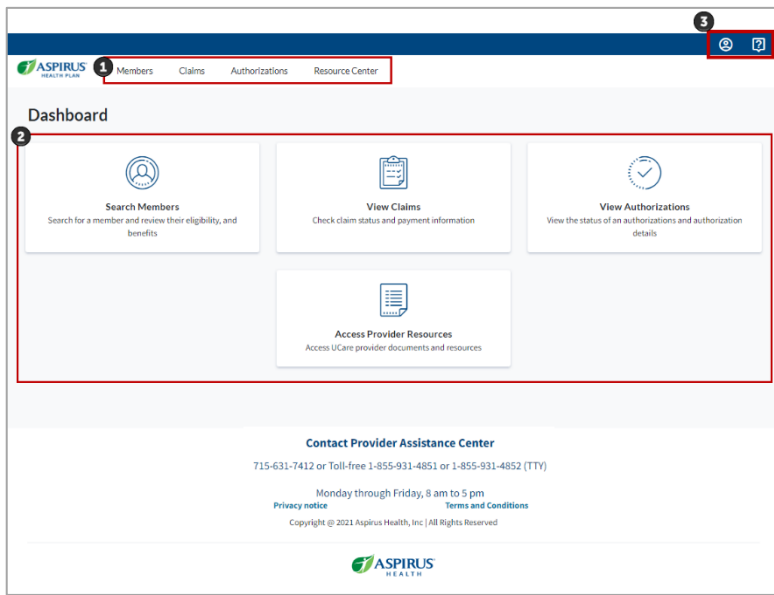 3
?
ASPIRUS
HEALTH PLAN
1
Members Claims Authorizations Resource Center
Dashboard
2
Search Members
Search for a member and review their eligibility, and
benefits
View Claims
Check claim status and payment information
View Authorizations
View the status of an authorizations and authorization
details
Access Provider Resources
Access UCare provider documents and resources
Contact Provider Assistance Center
715-631-7412 or Toll-free 1-855-931-4851 or 1-855-931-4852 (TTY)
Monday through Friday, 8 am to 5 pm
Privacy notice Terms and Conditions
Copyright @ 2021 Aspirus Health, Inc | All Rights Reserved
ASPIRUS
HEALTH